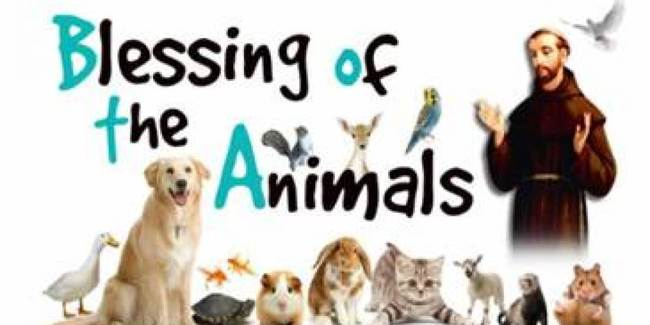 Blessing of
the
Animals